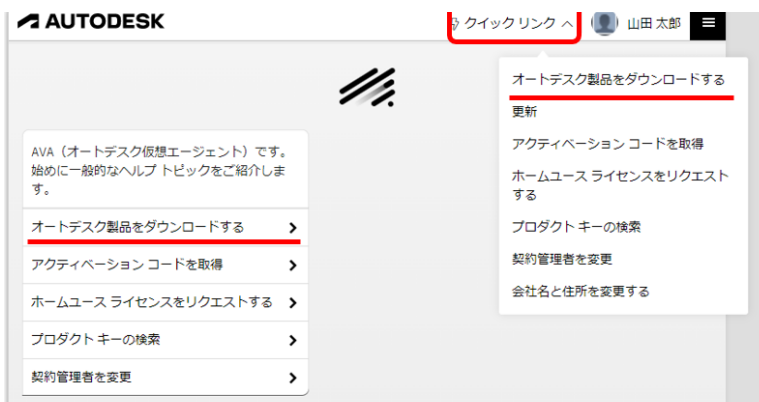 AUTODESK
クイック リンク
山田 太郎
オートデスク製品をダウンロードする
更新
アクティベーション コードを取得
ホームユース ライセンスをリクエスト
する
プロダクト キーの検索
契約管理者を変更
会社名と住所を変更する
AVA（オートデスク仮想エージェント）です。
始めに一般的なヘルプ トピックをご紹介しま
す。
オートデスク製品をダウンロードする
アクティベーション コードを取得
ホームユース ライセンスをリクエストする
プロダクト キーの検索
契約管理者を変更